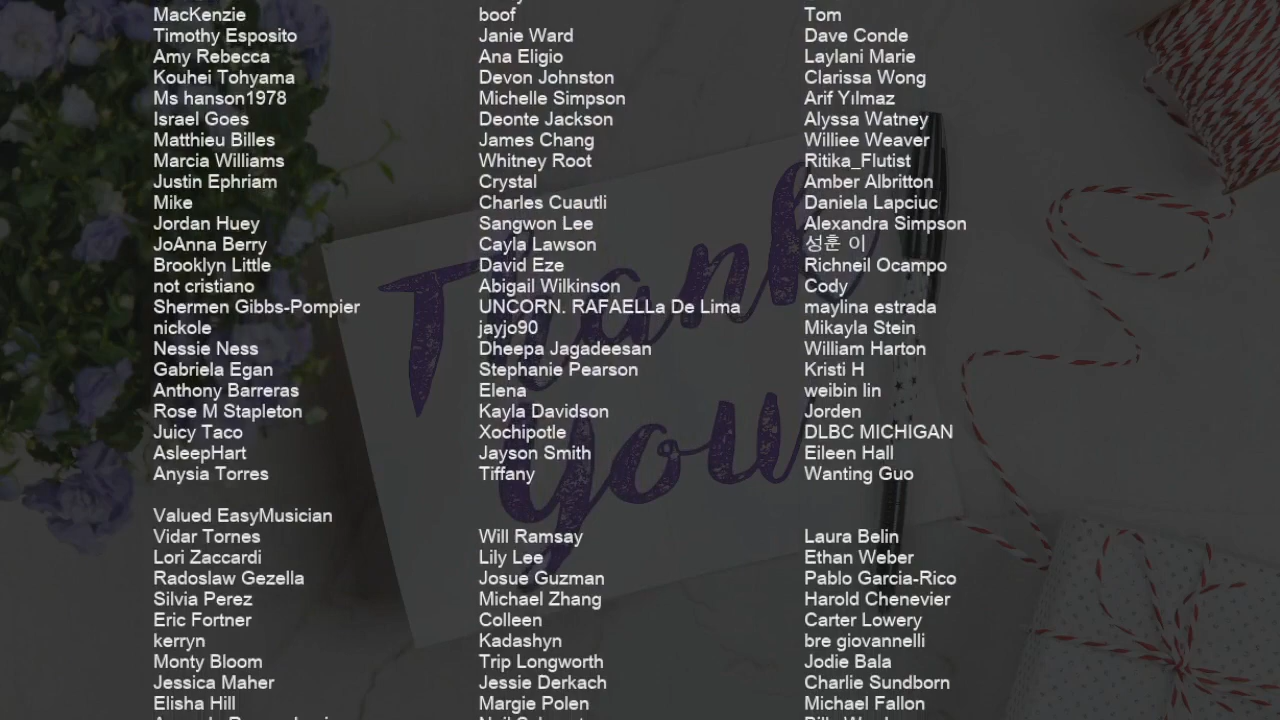 MacKenzie boof Tom
Timothy Esposito Janie Ward Dave Conde
Amy Rebecca Ana Eligio Laylani Marie
Kouhei Tohyama Devon Johnston Clarissa Wong
Ms hanson1978 Michelle Simpson Arif Yılmaz
Israel Goes Deonte Jackson Alyssa Watney
Matthieu Billes James Chang Williee Weaver
Marcia Williams Whitney Root Ritika_Flutist
Justin Ephriam Crystal Amber Albritton
Mike Charles Cuautli Daniela Lapciuc
Jordan Huey Sangwon Lee Alexandra Simpson
JoAnna Berry Cayla Lawson 성훈 이
Brooklyn Little David Eze Richneil Ocampo
not cristiano Abigail Wilkinson Cody
Shermen Gibbs-Pompier UNCORN. RAFAELLa De Lima maylina estrada
nickole jayjo90 Mikayla Stein
Nessie Ness Dheepa Jagadeesan William Harton
Gabriela Egan Stephanie Pearson Kristi H
Anthony Barreras Elena weibin lin
Rose M Stapleton Kayla Davidson Jorden
Juicy Taco Xochipotle DLBC MICHIGAN
AsleepHart Jayson Smith Eileen Hall
Anysia Torres Tiffany Wanting Guo
Valued EasyMusician
Vidar Tornes Will Ramsay Laura Belin
Lori Zaccardi Lily Lee Ethan Weber
Radoslaw Gezella Josue Guzman Pablo Garcia-Rico
Silvia Perez Michael Zhang Harold Chenevier
Eric Fortner Colleen Carter Lowery
kerryn Kadashyn bre giovannelli
Monty Bloom Trip Longworth Jodie Bala
Jessica Maher Jessie Derkach Charlie Sundborn
Elisha Hill Margie Polen Michael Fallon
Thank
you